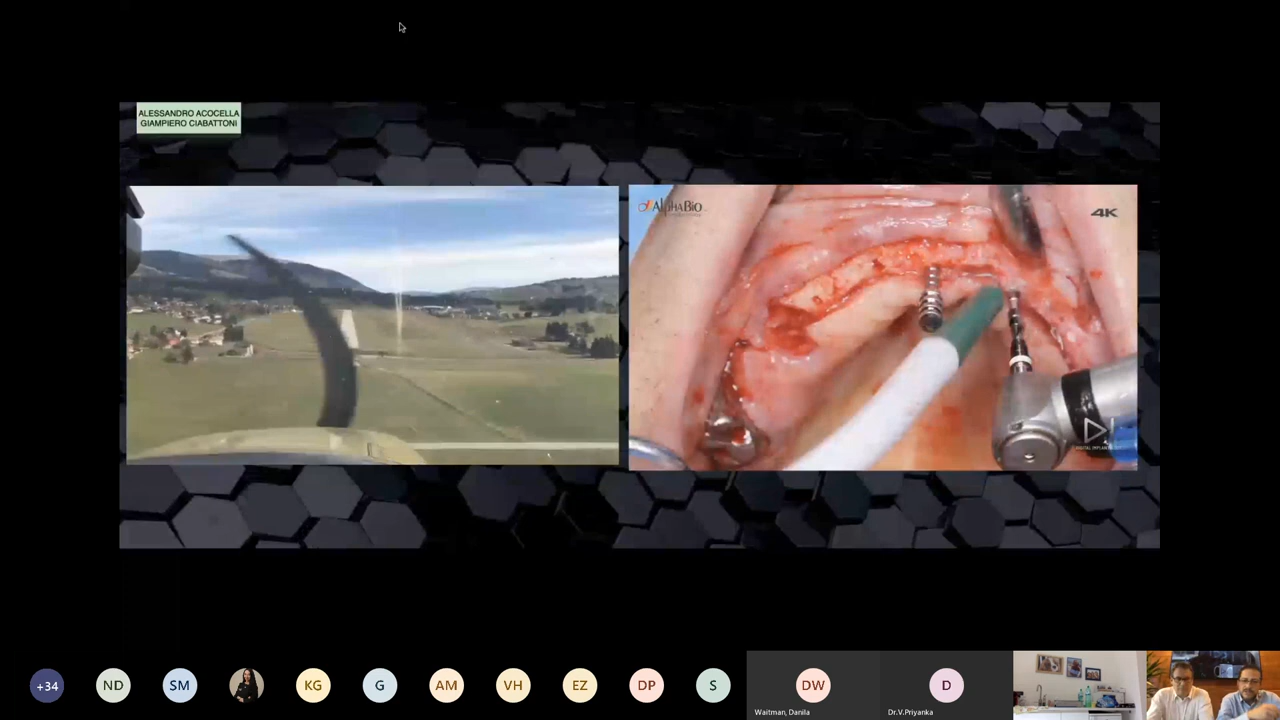 ALESSANDRO ACOCELLA
GIAMPIERO CIABATTONI
AlphaBio
4K
+34
ND
SM
KG
G
AM
VH
EZ
DP
S
DW
D
Waitman, Danila
Dr.V.Priyanka